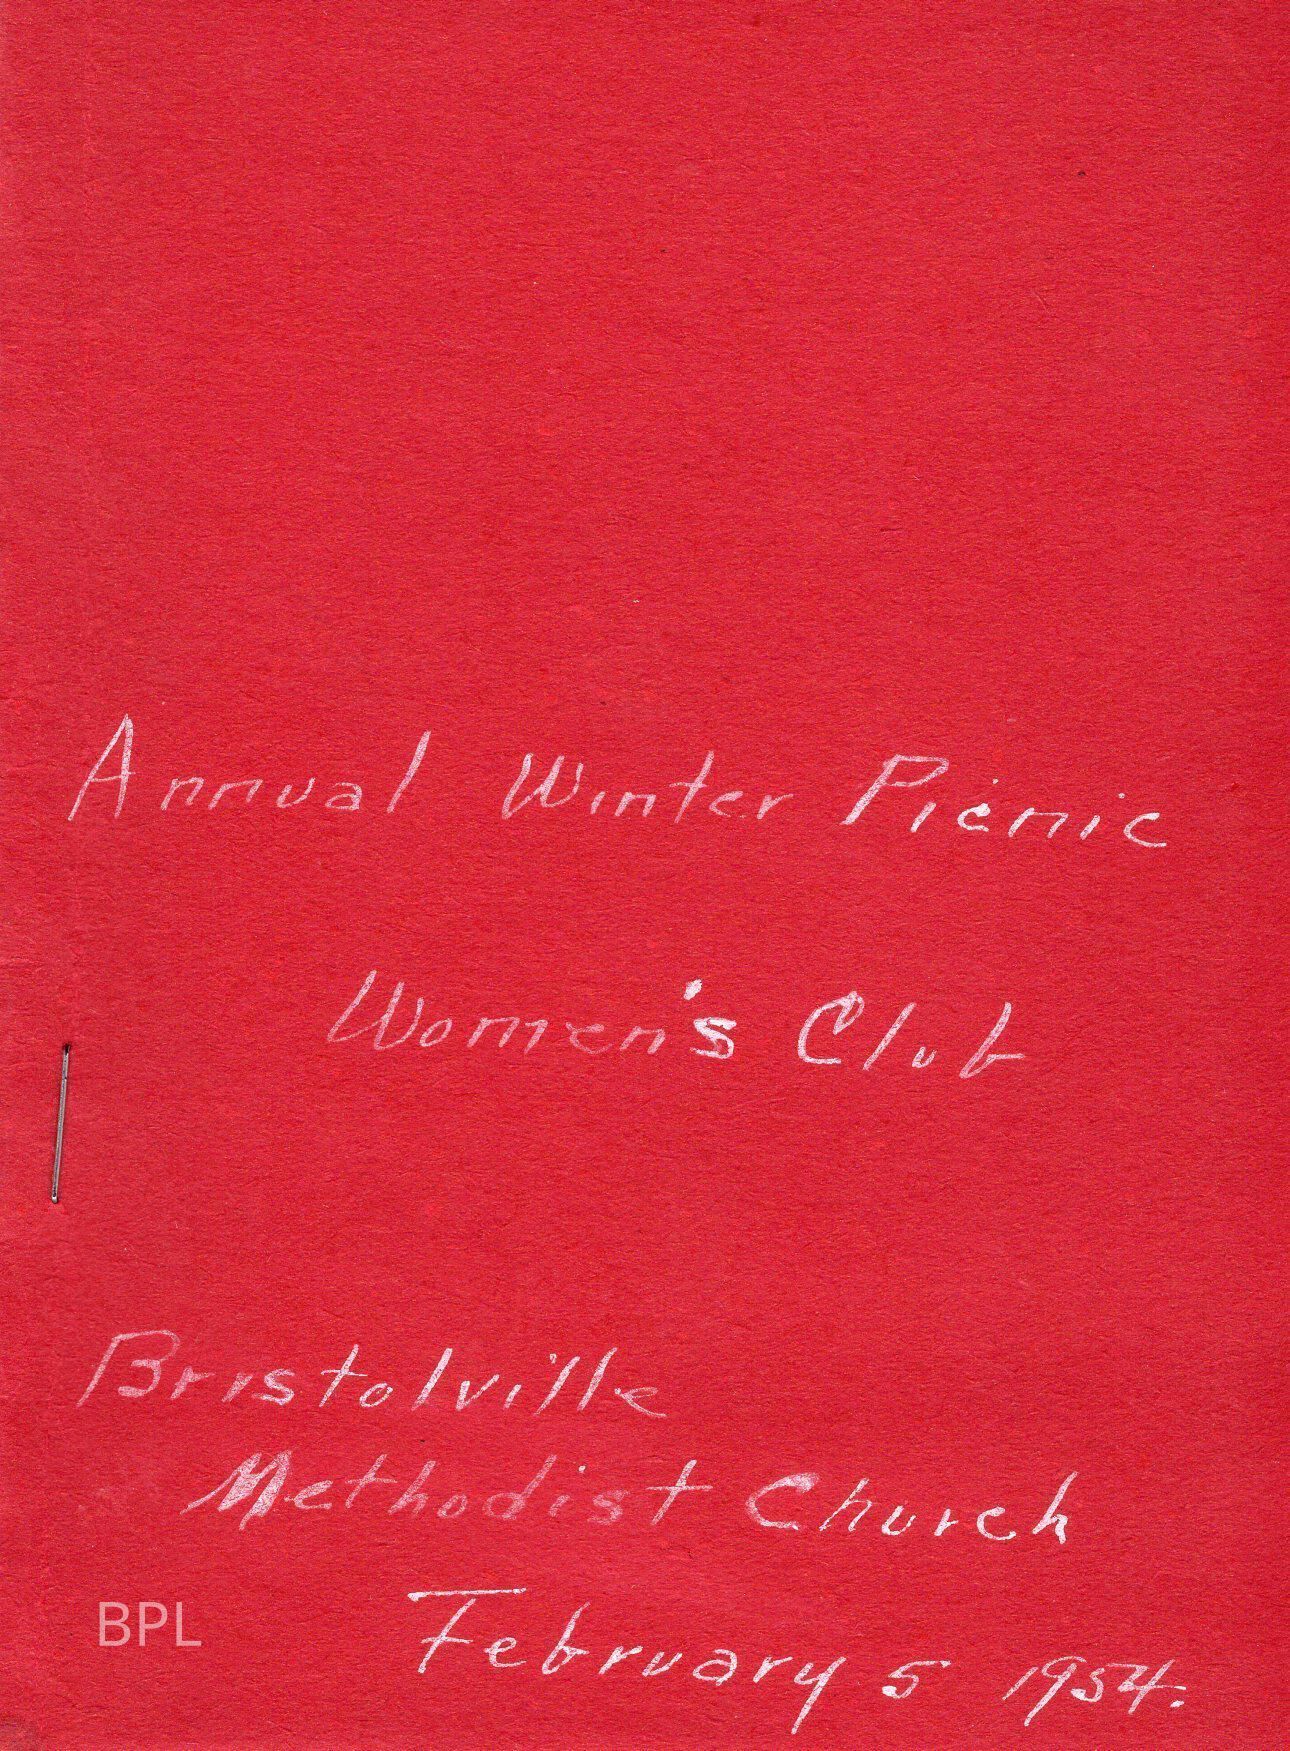 Annual Winter Picnic
Women's Club
Bristolville
Methodist Church
BPL
February 5 1954.